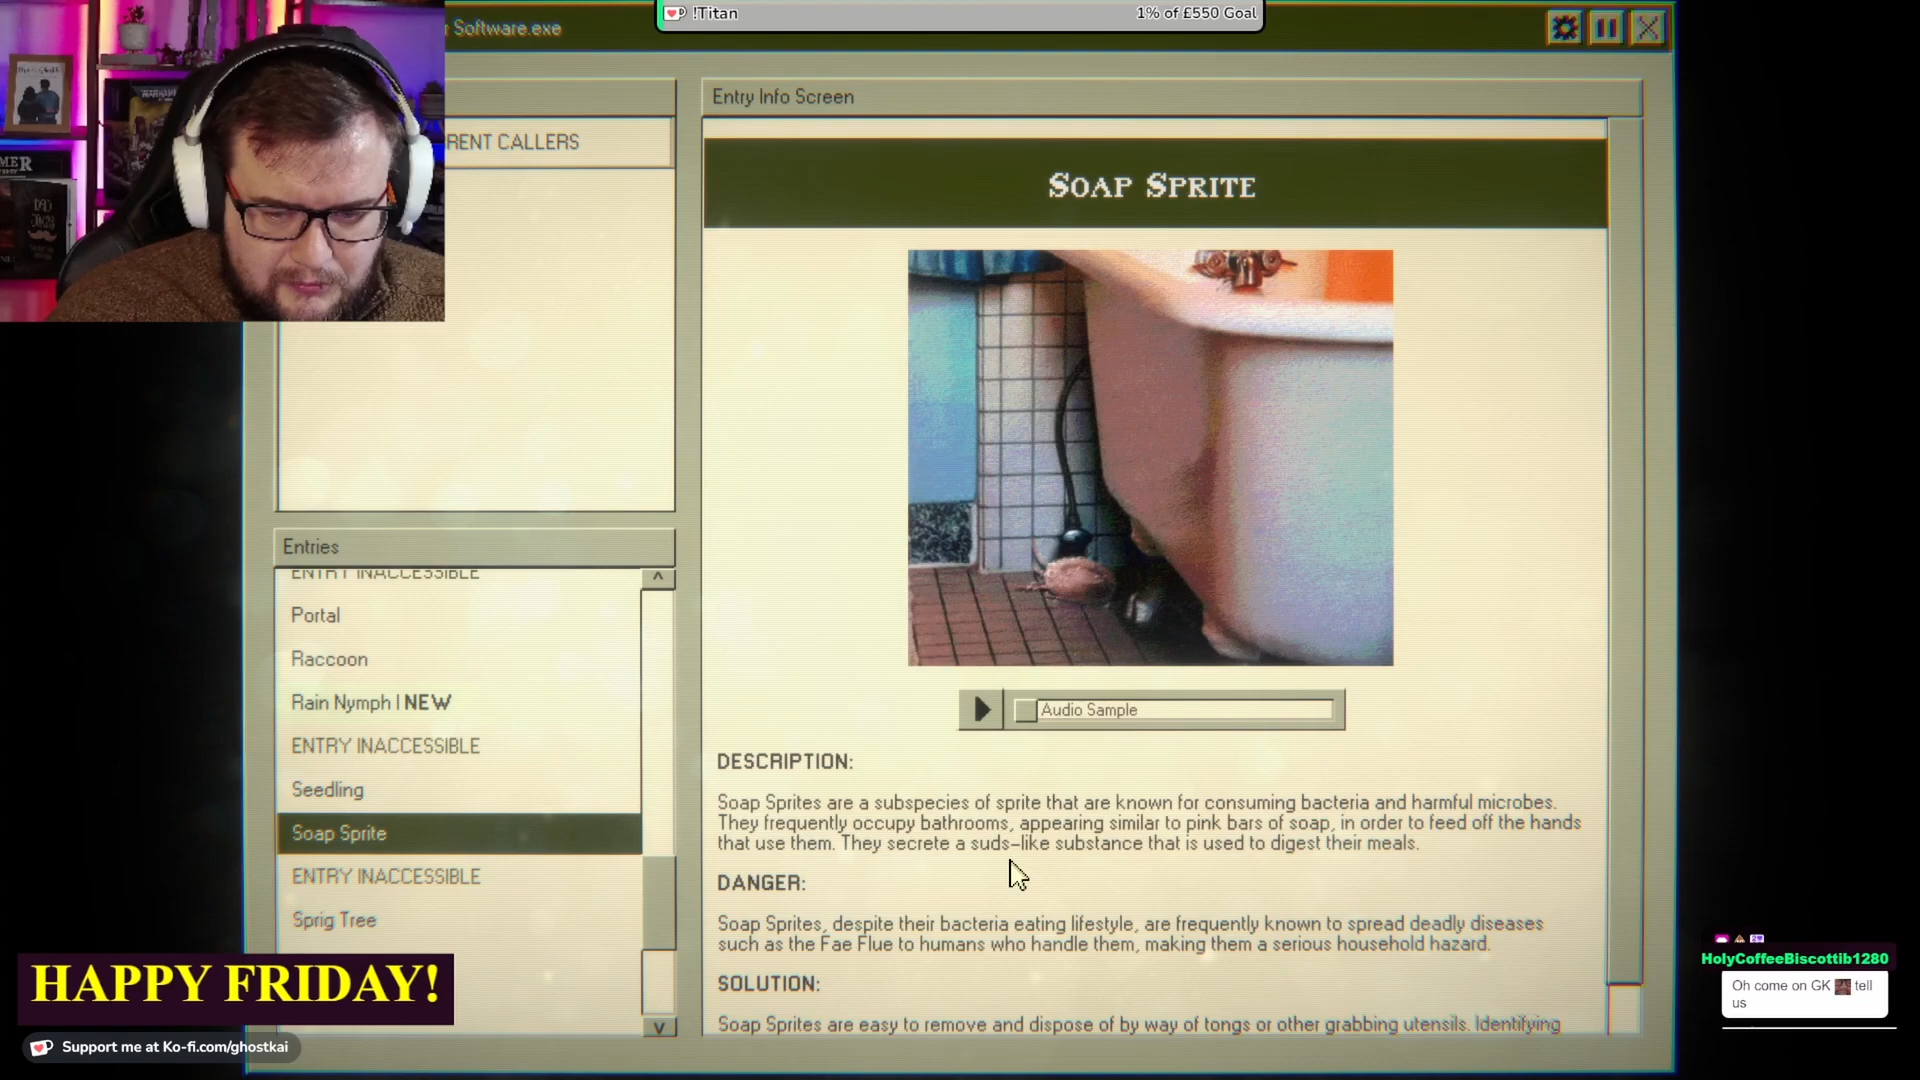 Software.exe
!Titan
1% of £550 Goal
RENT CALLERS
Entry Info Screen
SOAP SPRITE
Audio Sample
DESCRIPTION:
Soap Sprites are a subspecies of sprite that are known for consuming bacteria and harmful microbes.
They frequently occupy bathrooms, appearing similar to pink bars of soap, in order to feed off the hands
that use them. They secrete a suds-like substance that is used to digest their meals.
DANGER:
Soap Sprites, despite their bacteria eating lifestyle, are frequently known to spread deadly diseases
such as the Fae Flue to humans who handle them, making them a serious household hazard.
SOLUTION:
Soap Sprites are easy to remove and dispose of by way of tongs or other grabbing utensils. Identifying
Entries
ENTRY INACCESSIBLE
Portal
Raccoon
Rain Nymph | NEW
ENTRY INACCESSIBLE
Seedling
Soap Sprite
ENTRY INACCESSIBLE
Sprig Tree
HAPPY FRIDAY!
Support me at Ko-fi.com/ghostkai
HolyCoffeeBiscottib1280
Oh come on GK tell
us